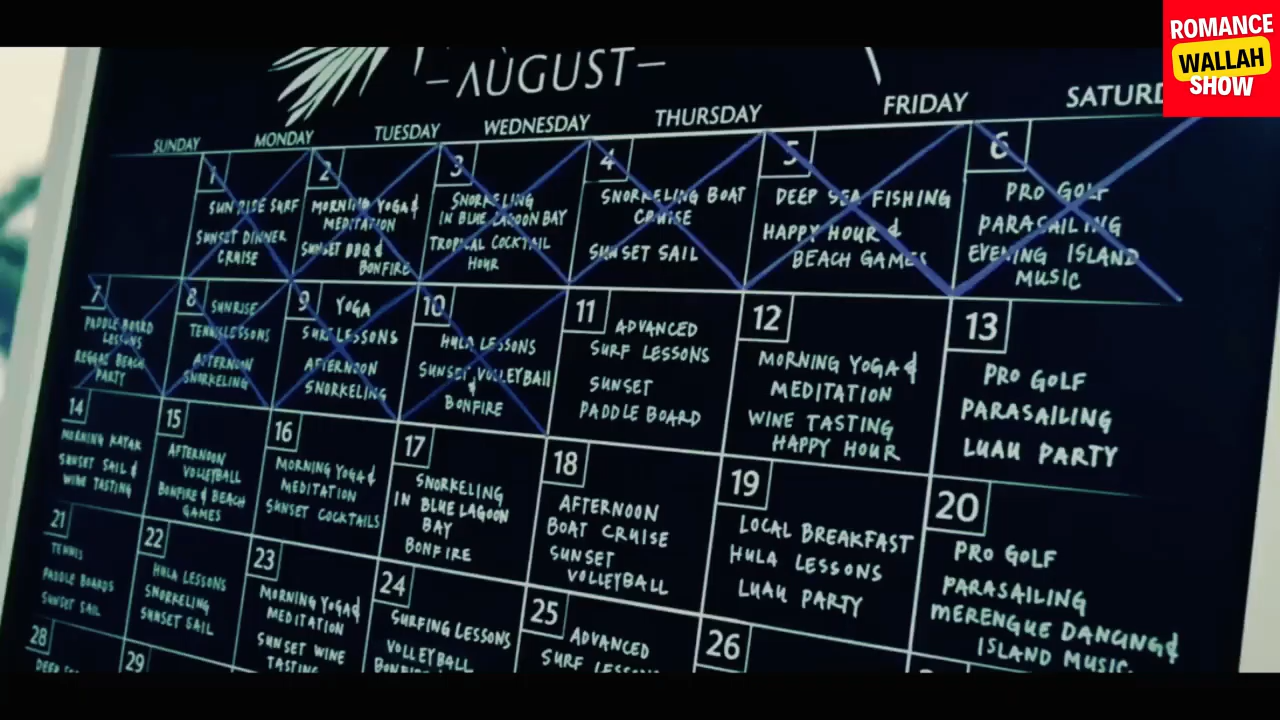 ROMANCE
WALLAH
SHOW
—AUGUST—
SUNDAY MONDAY TUESDAY WEDNESDAY THURSDAY FRIDAY
1
SUNRISE SURF
SUNSET DINNER
CRUISE
2
MORNING YOGA &
MEDITATION
SUNSET BBQ &
BONFIRE
3
SNORKELING
IN BLUE LAGOON BAY
TROPICAL COCKTAIL
HOUR
4
SNORKELING BOAT
CRUISE
SUNSET SAIL
5
DEEP SEA FISHING
HAPPY HOUR &
BEACH GAMES
6
PRO GOLF
PARASAILING
EVENING ISLAND
MUSIC
7
PADDLE BOARD
LESSONS
REGGAE BEACH
PARTY
8
SUNRISE
TENNIS LESSONS
AFTERNOON
SNORKELING
9
YOGA
SURF LESSONS
AFTERNOON
SNORKELING
10
HULA LESSONS
SUNSET VOLLEYBALL
&
BONFIRE
11
ADVANCED
SURF LESSONS
SUNSET
PADDLE BOARD
12
MORNING YOGA &
MEDITATION
WINE TASTING
HAPPY HOUR
13
PRO GOLF
PARASAILING
LUAU PARTY
14
MORNING KAYAK
SUNSET SAIL &
WINE TASTING
15
AFTERNOON
VOLLEYBALL
BONFIRE & BEACH
GAMES
16
MORNING YOGA &
MEDITATION
SUNSET COCKTAILS
17
SNORKELING
IN BLUE LAGOON
BAY
BONFIRE
18
AFTERNOON
BOAT CRUISE
SUNSET
VOLLEYBALL
19
LOCAL BREAKFAST
HULA LESSONS
LUAU PARTY
20
PRO GOLF
PARASAILING
MERENGUE DANCING &
ISLAND MUSIC
21
TENNIS
PADDLE BOARDS
SUNSET SAIL
22
HULA LESSONS
SNORKELING
SUNSET SAIL
23
MORNING YOGA &
MEDITATION
SUNSET WINE
TASTING
24
SURFING LESSONS
VOLLEYBALL
25
ADVANCED
SURF LESSONS
26
28
DEEP
29